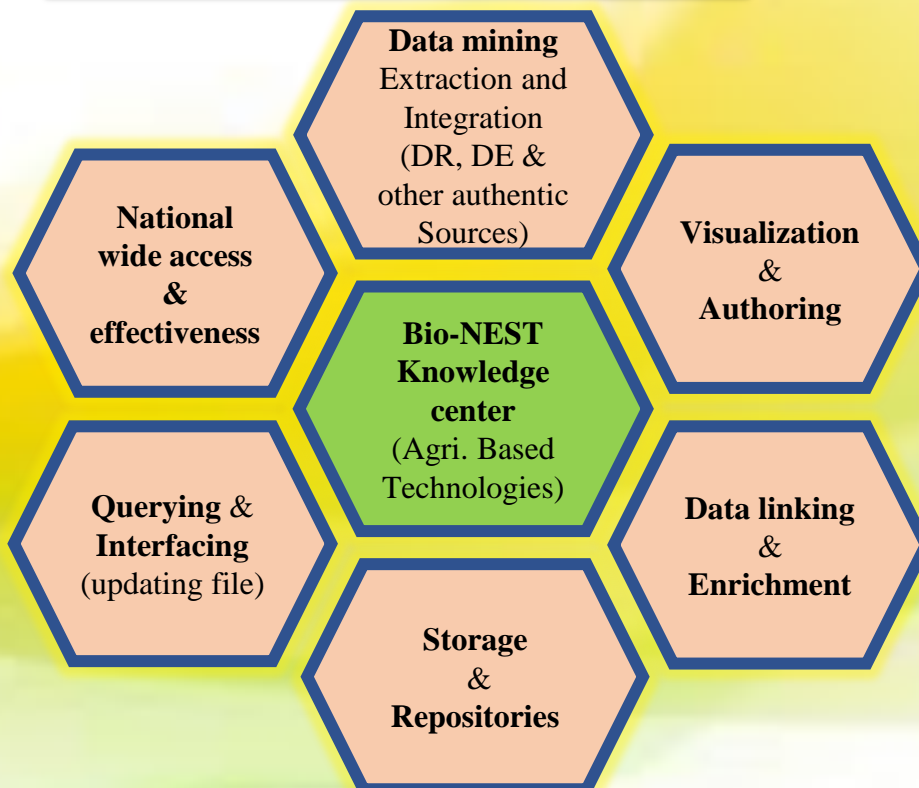 Data mining
Extraction and
Integration
(DR, DE &
other authentic
Sources)
National
wide access
&
effectiveness
Visualization
&
Authoring
Bio-NEST
Knowledge
center
(Agri. Based
Technologies)
Querying &
Interfacing
(updating file)
Data linking
&
Enrichment
Storage
&
Repositories